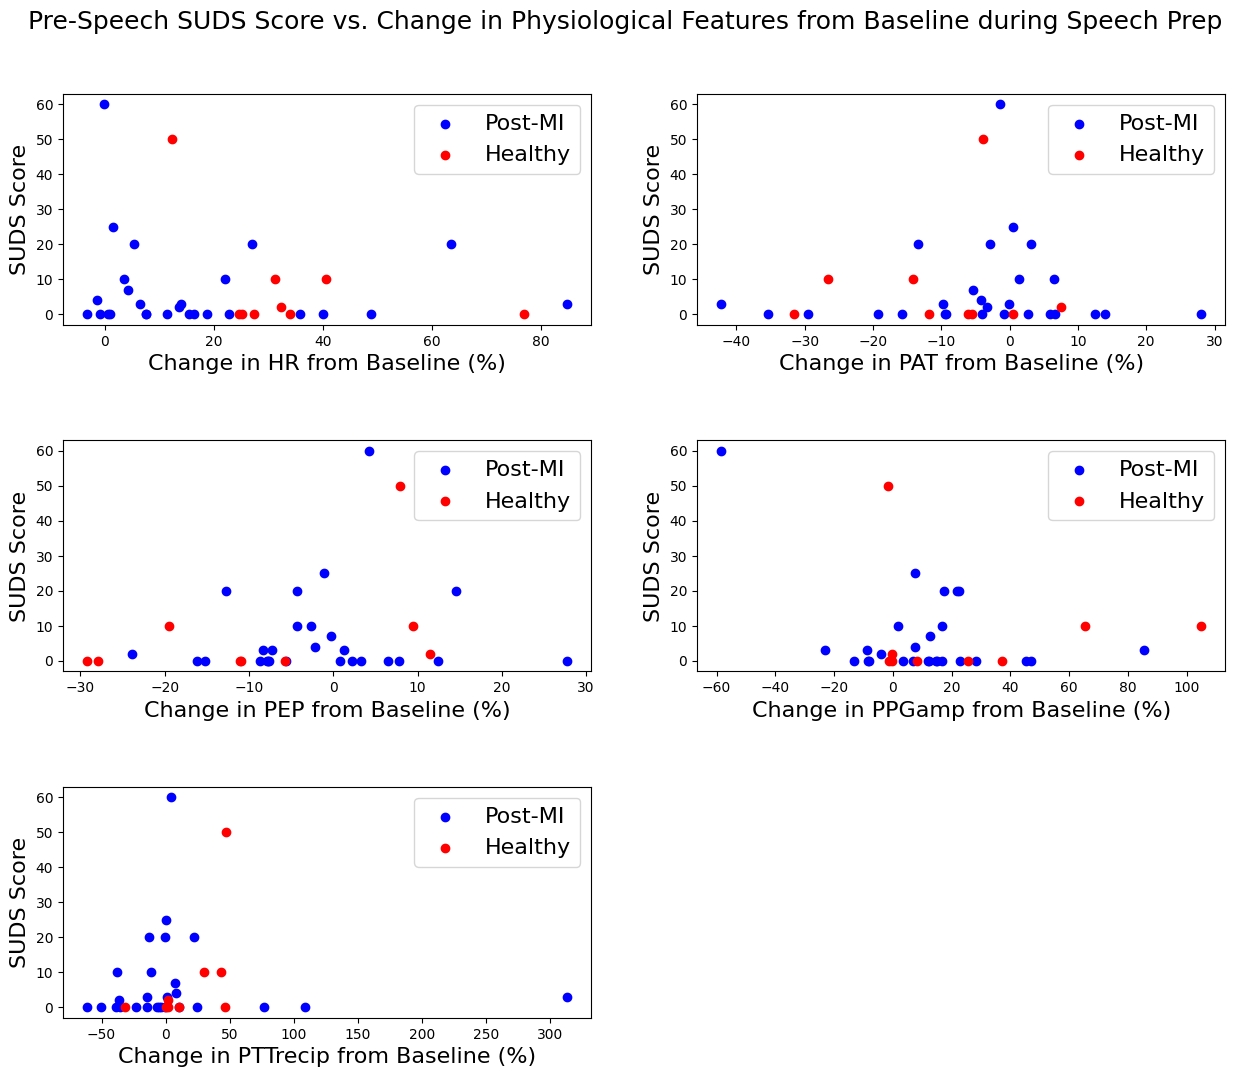 Pre-Speech SUDS Score vs. Change in Physiological Features from Baseline during Speech Prep
60
50
40
30
20
10
0
SUDS Score
0 20 40 60 80
Change in HR from Baseline (%)
Post-MI
Healthy
60
50
40
30
20
10
0
SUDS Score
−40 −30 −20 −10 0 10 20 30
Change in PAT from Baseline (%)
Post-MI
Healthy
60
50
40
30
20
10
0
SUDS Score
−30 −20 −10 0 10 20 30
Change in PEP from Baseline (%)
Post-MI
Healthy
60
50
40
30
20
10
0
SUDS Score
−60 −40 −20 0 20 40 60 80 100
Change in PPGamp from Baseline (%)
Post-MI
Healthy
60
50
40
30
20
10
0
SUDS Score
−50 0 50 100 150 200 250 300
Change in PTTrecip from Baseline (%)
Post-MI
Healthy